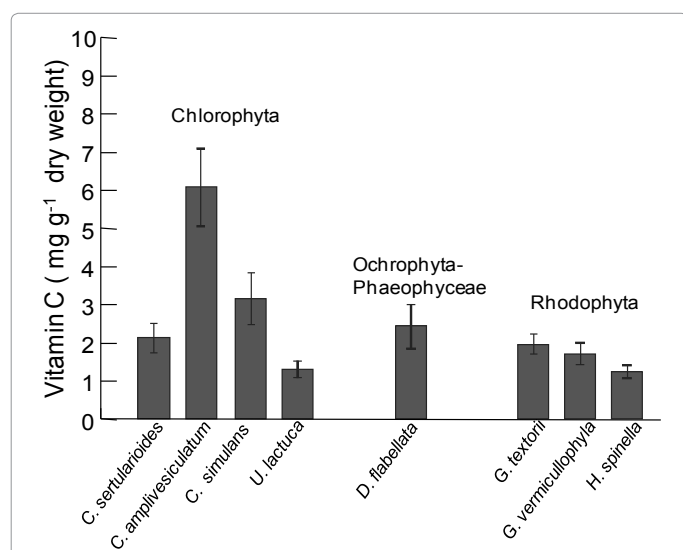 Vitamin C ( mg g-1 dry weight)
10
9
8
7
6
5
4
3
2
1
0
Chlorophyta
Ochrophyta-
Phaeophyceae
Rhodophyta
C. sertularioides
C. amplivesiculatum
C. simulans
U. lactuca
D. flabellata
G. textorii
G. vermicullophyla
H. spinella